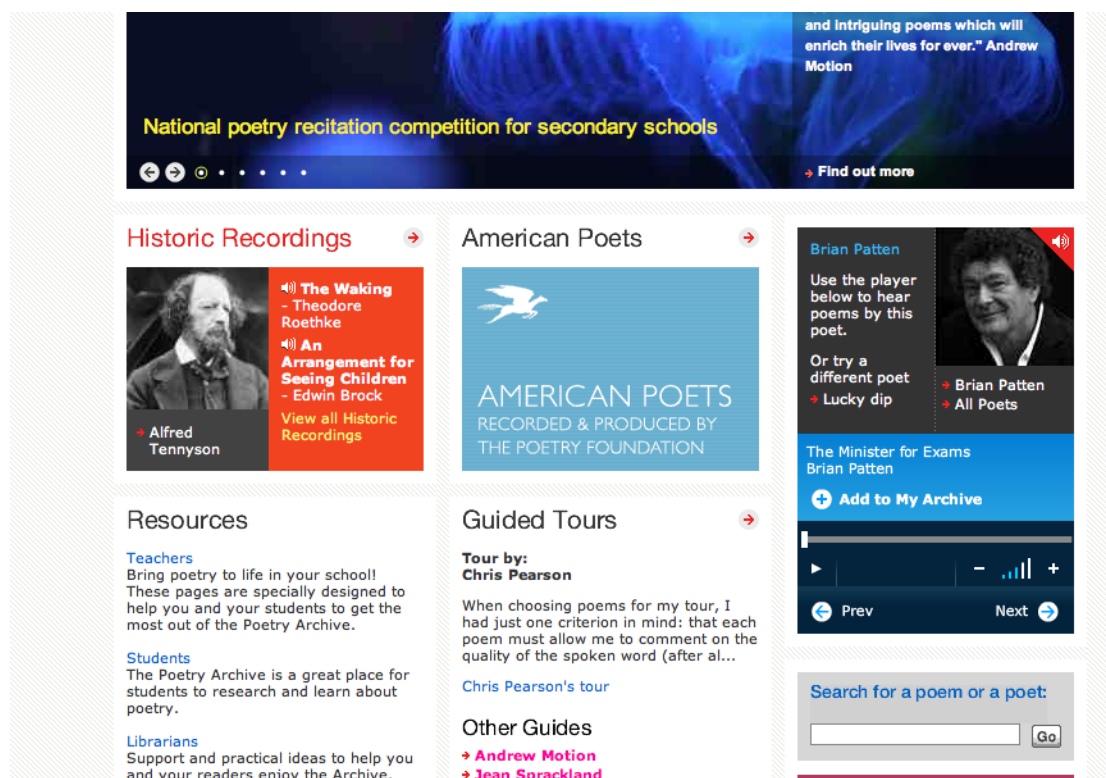 and intriguing poems which will
enrich their lives for ever." Andrew
Motion
National poetry recitation competition for secondary schools
Find out more
Historic Recordings
The Waking
- Theodore
Roethke
An
Arrangement for
Seeing Children
- Edwin Brock
View all Historic
Recordings
Alfred
Tennyson
American Poets
AMERICAN POETS
RECORDED & PRODUCED BY
THE POETRY FOUNDATION
Brian Patten
Use the player
below to hear
poems by this
poet.
Or try a
different poet
Lucky dip
Brian Patten
All Poets
The Minister for Exams
Brian Patten
Add to My Archive
Prev
Next
Resources
Teachers
Bring poetry to life in your school!
These pages are specially designed to
help you and your students to get the
most out of the Poetry Archive.
Students
The Poetry Archive is a great place for
students to research and learn about
poetry.
Librarians
Support and practical ideas to help you
and your readers enjoy the Archive.
Guided Tours
Tour by:
Chris Pearson
When choosing poems for my tour, I
had just one criterion in mind: that each
poem must allow me to comment on the
quality of the spoken word (after al...
Chris Pearson's tour
Other Guides
Andrew Motion
Jean Sprackland
Search for a poem or a poet:
Go